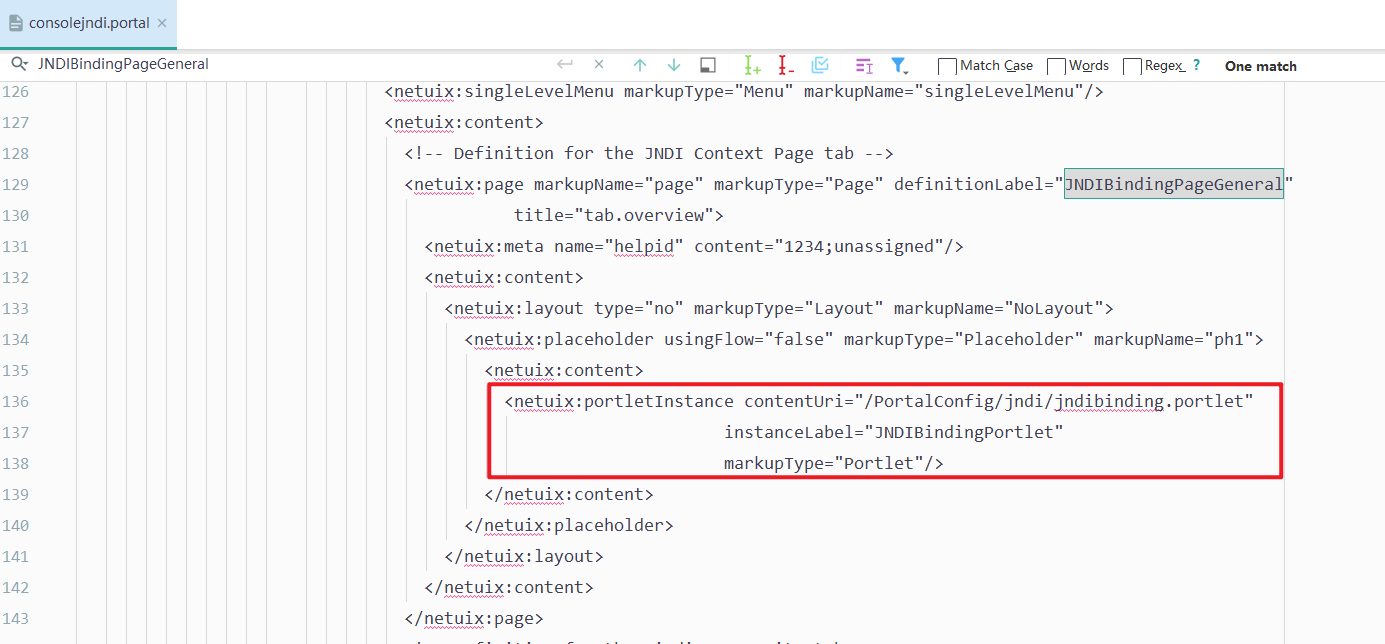 consolejndi.portal
JNDIBindingPageGeneral Match Case Words Regex ? One match
126 <netuix:singleLevelMenu markupType="Menu" markupName="singleLevelMenu"/>
127 <netuix:content>
128 <!-- Definition for the JNDI Context Page tab -->
129 <netuix:page markupName="page" markupType="Page" definitionLabel="JNDIBindingPageGeneral"
130 title="tab.overview">
131 <netuix:meta name="helpid" content="1234;unassigned"/>
132 <netuix:content>
133 <netuix:layout type="no" markupType="Layout" markupName="NoLayout">
134 <netuix:placeholder usingFlow="false" markupType="Placeholder" markupName="ph1">
135 <netuix:content>
136 <netuix:portletInstance contentUri="/PortalConfig/jndi/jndibinding.portlet"
137 instanceLabel="JNDIBindingPortlet"
138 markupType="Portlet"/>
139 </netuix:content>
140 </netuix:placeholder>
141 </netuix:layout>
142 </netuix:content>
143 </netuix:page>